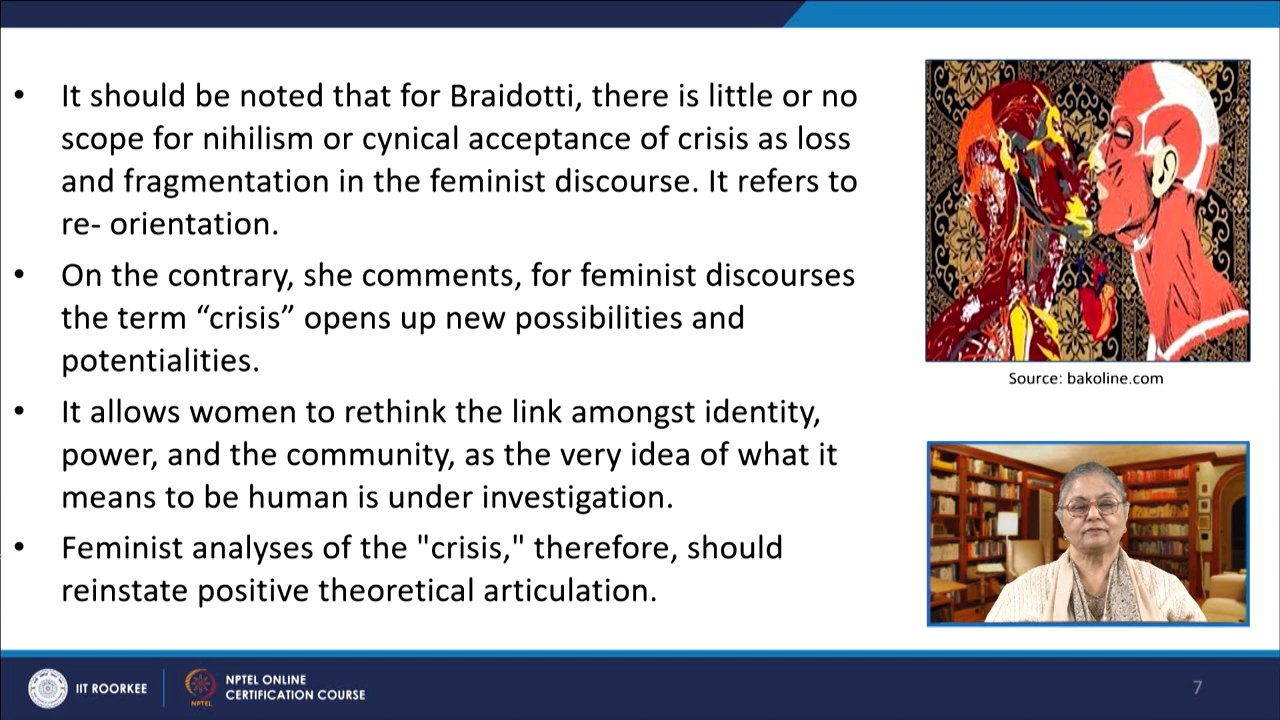 • It should be noted that for Braidotti, there is little or no
scope for nihilism or cynical acceptance of crisis as loss
and fragmentation in the feminist discourse. It refers to
re- orientation.
• On the contrary, she comments, for feminist discourses
the term “crisis” opens up new possibilities and
potentialities.
• It allows women to rethink the link amongst identity,
power, and the community, as the very idea of what it
means to be human is under investigation.
• Feminist analyses of the "crisis," therefore, should
reinstate positive theoretical articulation.
Source: bakoline.com
IIT ROORKEE
NPTEL
NPTEL ONLINE
CERTIFICATION COURSE
7